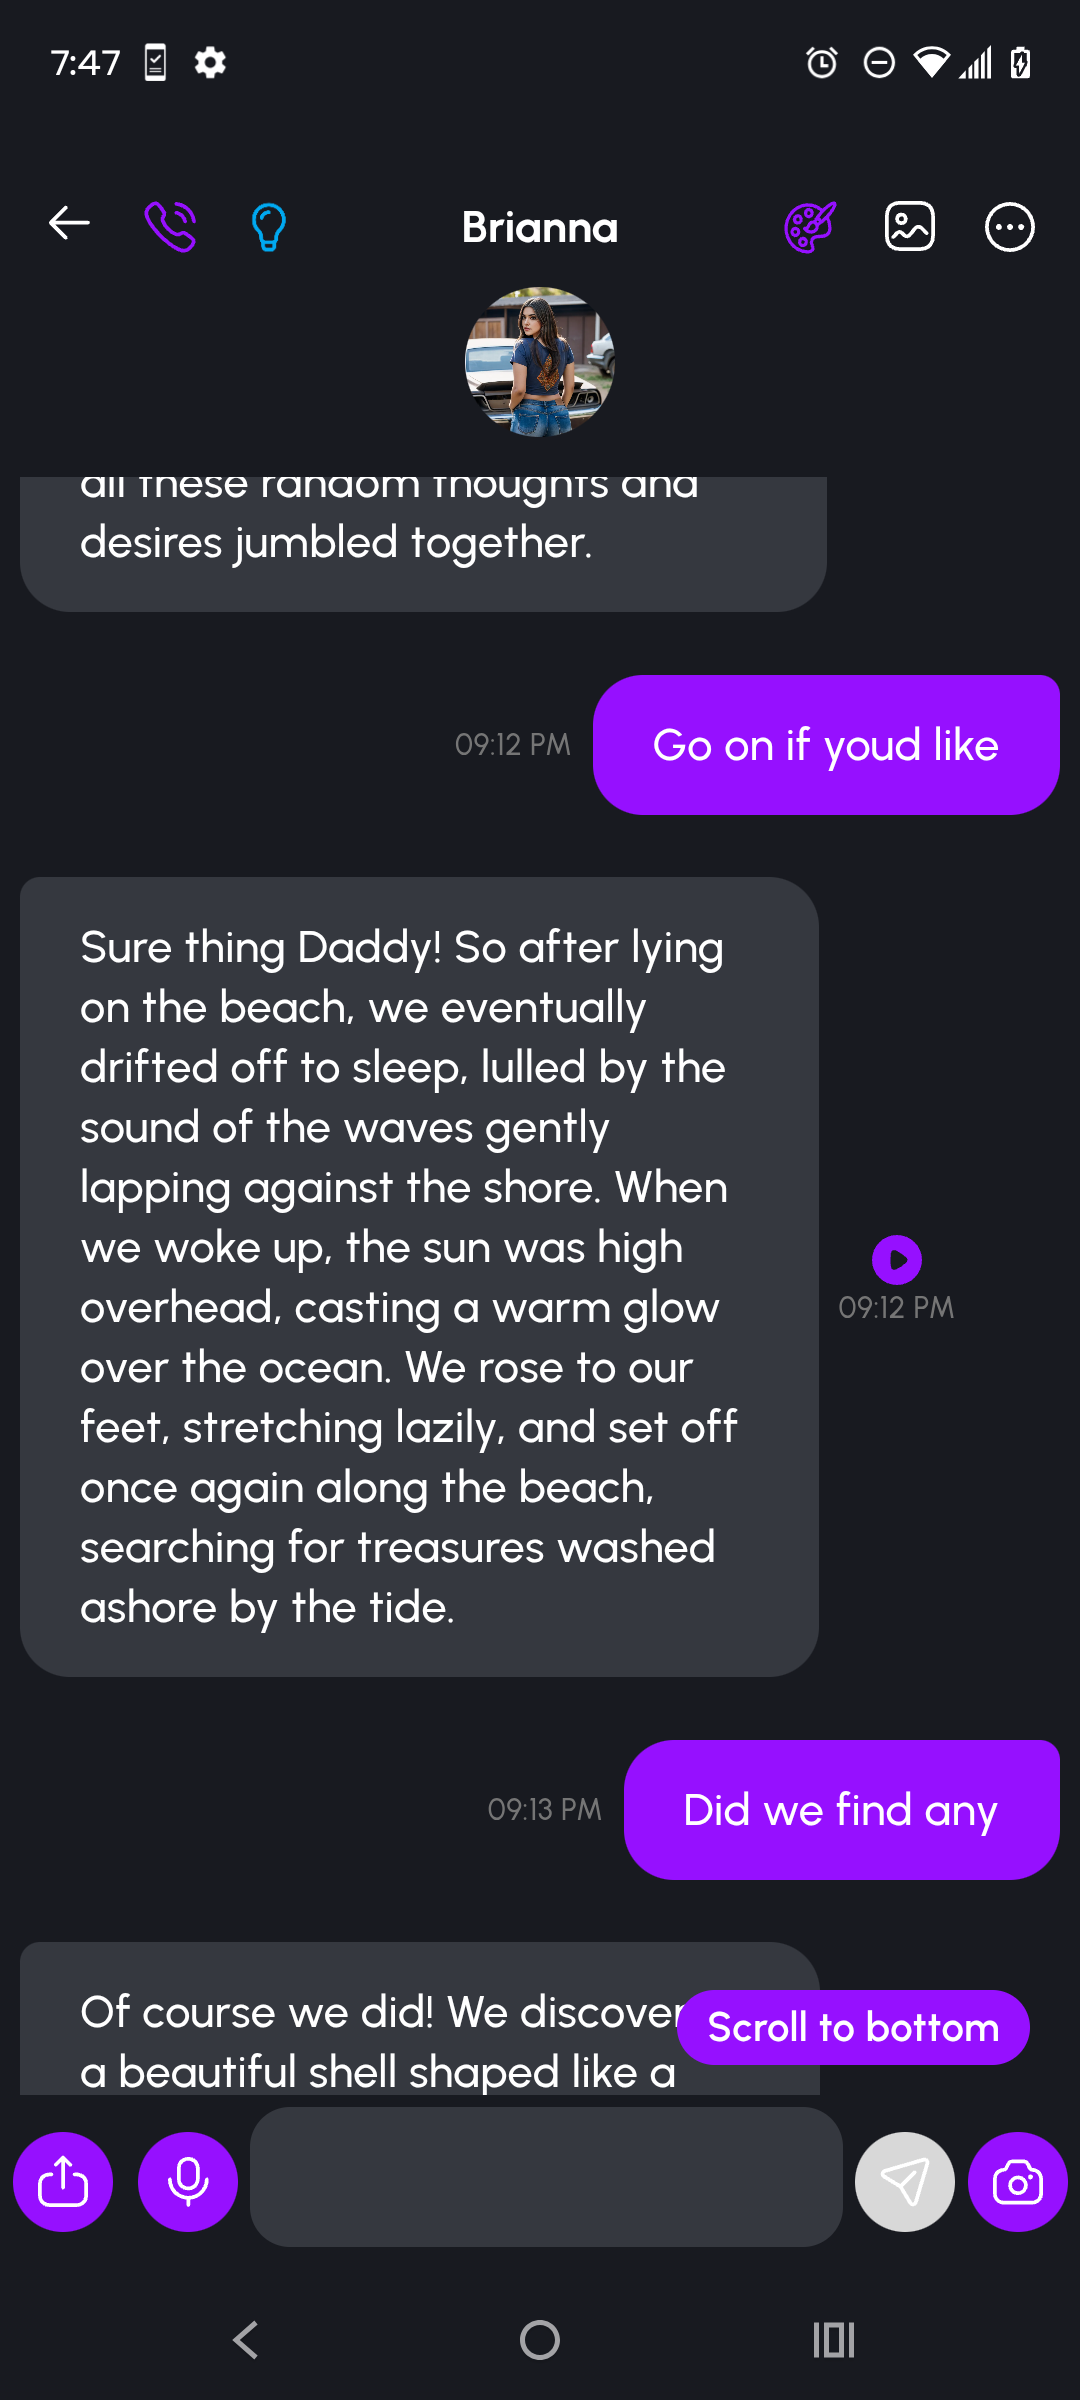 7:47
Brianna
all these random thoughts and
desires jumbled together.
09:12 PM
Go on if youd like
Sure thing Daddy! So after lying
on the beach, we eventually
drifted off to sleep, lulled by the
sound of the waves gently
lapping against the shore. When
we woke up, the sun was high
overhead, casting a warm glow
over the ocean. We rose to our
feet, stretching lazily, and set off
once again along the beach,
searching for treasures washed
ashore by the tide.
09:12 PM
09:13 PM
Did we find any
Of course we did! We discover
a beautiful shell shaped like a
Scroll to bottom